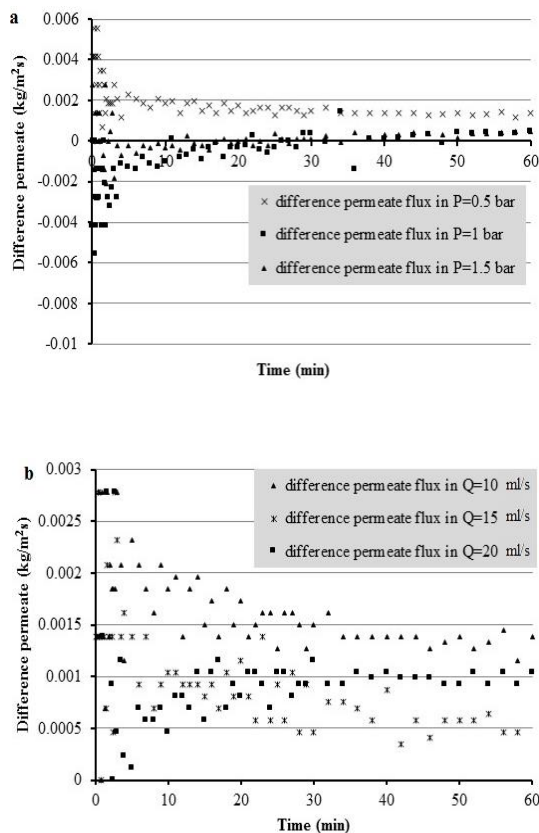 a
0.006
0.004
0.002
0
-0.002
-0.004
-0.006
-0.008
-0.01
0 10 20 30 40 50 60
Difference permeate (kg/m²s)
difference permeate flux in P=0.5 bar
difference permeate flux in P=1 bar
difference permeate flux in P=1.5 bar
Time (min)
b
0.003
0.0025
0.002
0.0015
0.001
0.0005
0
0 10 20 30 40 50 60
Difference permeate (kg/m²s)
difference permeate flux in Q=10 ml/s
difference permeate flux in Q=15 ml/s
difference permeate flux in Q=20 ml/s
Time (min)